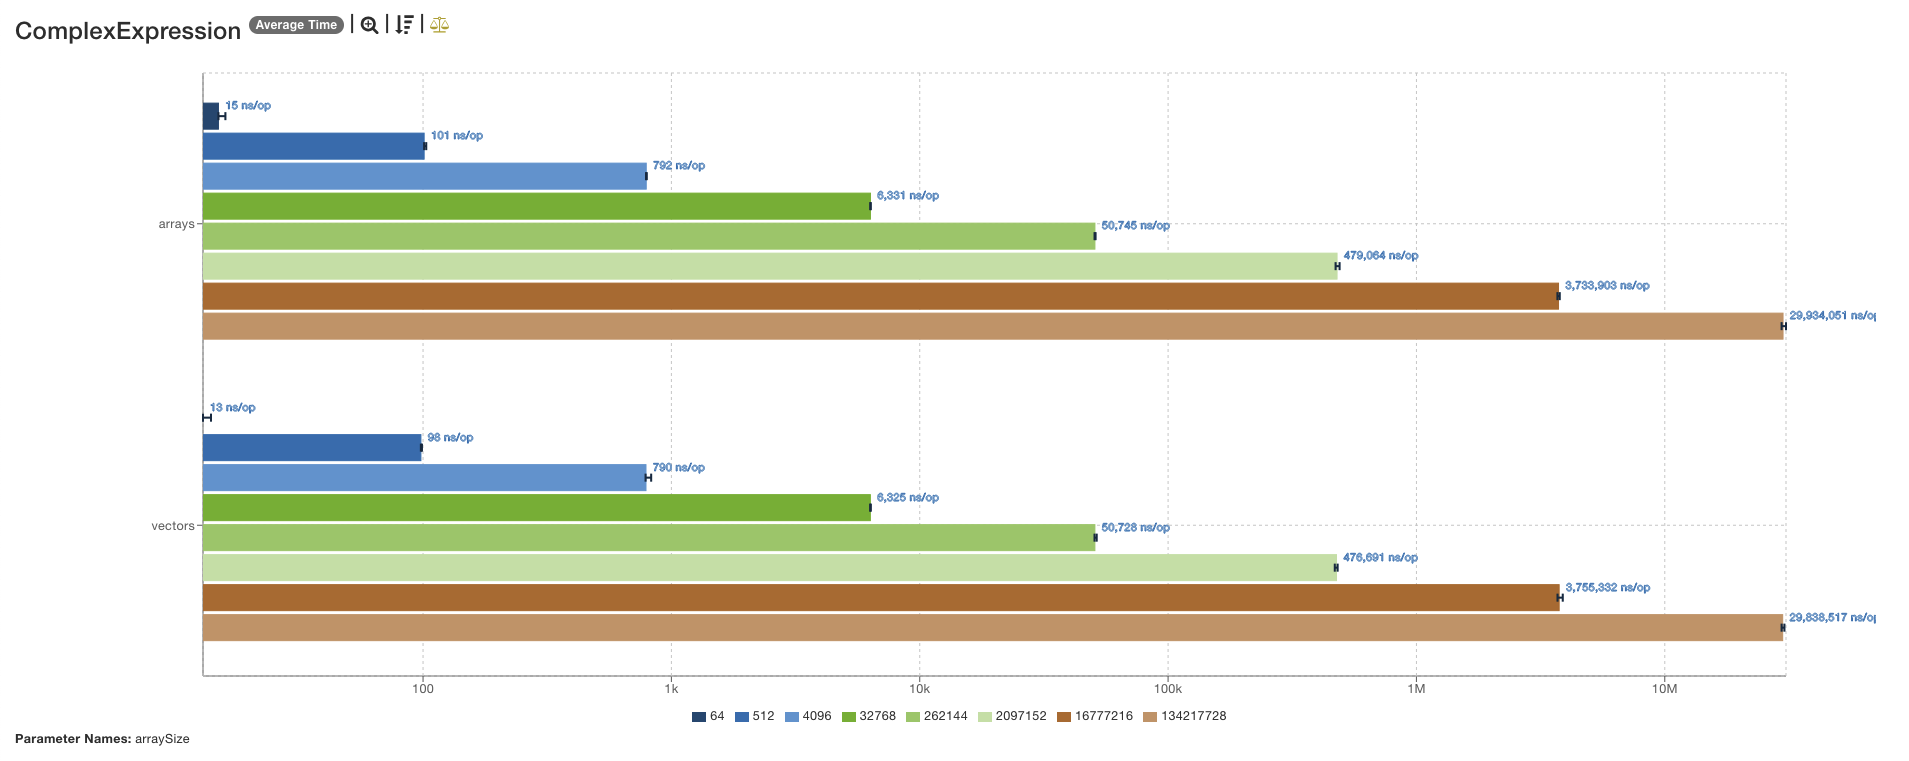 ComplexExpression Average Time
15 ns/op
101 ns/op
792 ns/op
6,331 ns/op
arrays
50,745 ns/op
479,064 ns/op
3,733,903 ns/op
29,934,051 ns/op
13 ns/op
98 ns/op
790 ns/op
6,325 ns/op
vectors
50,728 ns/op
476,691 ns/op
3,755,332 ns/op
29,838,517 ns/op
100 1k 10k 100k 1M 10M
64 512 4096 32768 262144 2097152 16777216 134217728
Parameter Names: arraySize